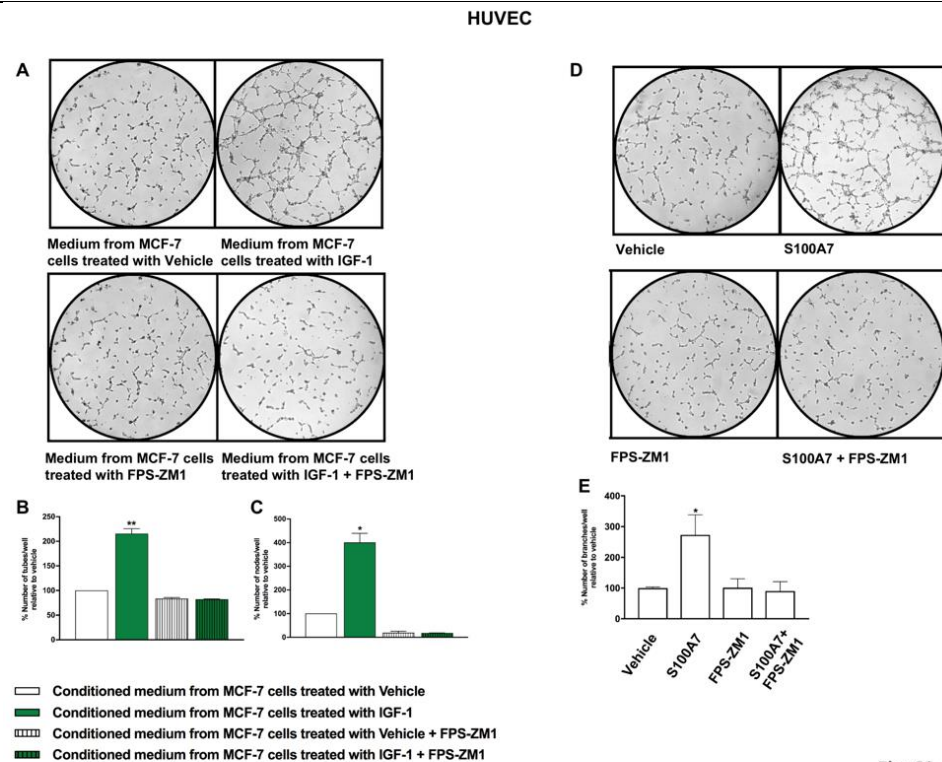 HUVEC
A
Medium from MCF-7
cells treated with Vehicle
Medium from MCF-7
cells treated with IGF-1
Medium from MCF-7 cells
treated with FPS-ZM1
Medium from MCF-7 cells
treated with IGF-1 + FPS-ZM1
B
% Number of tubes/well
relative to vehicle
250
200
150
100
50
0
**
C
% Number of nodes/well
relative to vehicle
500
400
300
200
100
0
*
Conditioned medium from MCF-7 cells treated with Vehicle
Conditioned medium from MCF-7 cells treated with IGF-1
Conditioned medium from MCF-7 cells treated with Vehicle + FPS-ZM1
Conditioned medium from MCF-7 cells treated with IGF-1 + FPS-ZM1
D
Vehicle
S100A7
FPS-ZM1
S100A7 + FPS-ZM1
E
% Number of branches/well
relative to vehicle
400
300
200
100
0
*
Vehicle
S100A7
FPS-ZM1
S100A7+
FPS-ZM1